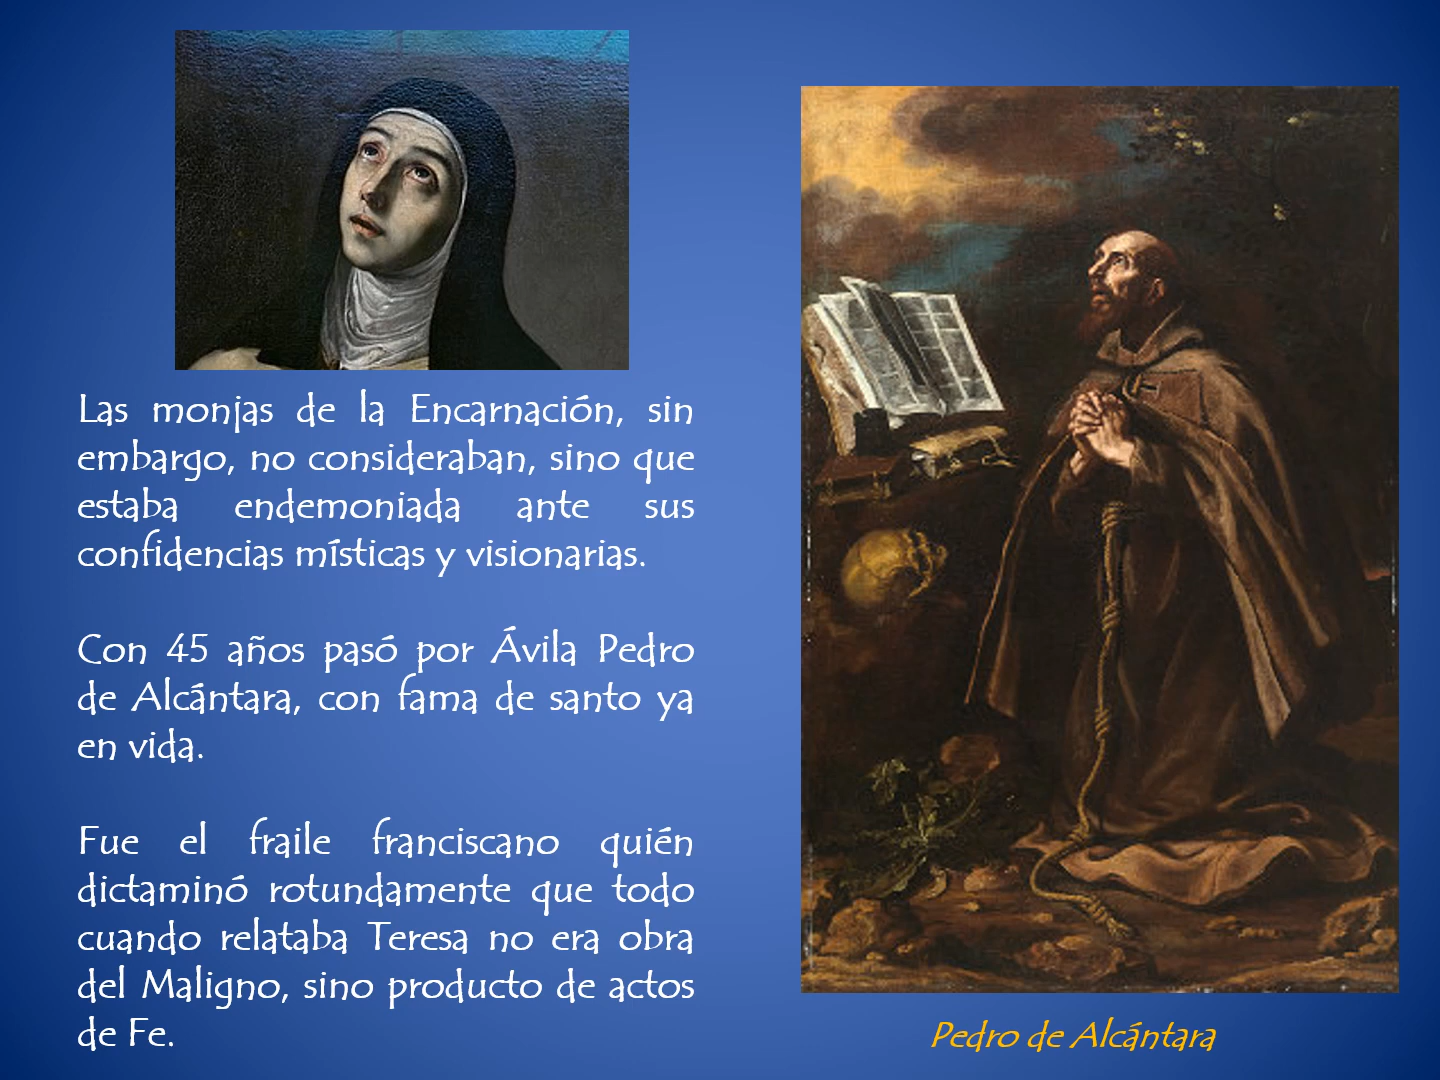 Las monjas de la Encarnación, sin
embargo, no consideraban, sino que
estaba endemoniada ante sus
confidencias místicas y visionarias.
Con 45 años pasó por Ávila Pedro
de Alcántara, con fama de santo ya
en vida.
Fue el fraile franciscano quién
dictaminó rotundamente que todo
cuando relataba Teresa no era obra
del Maligno, sino producto de actos
de Fe.
Pedro de Alcántara